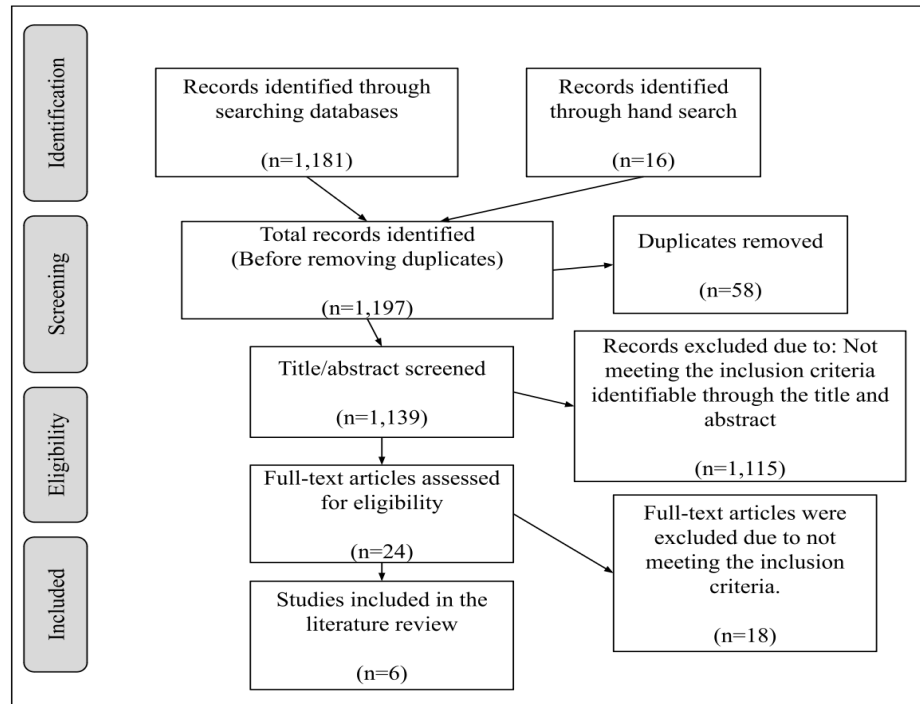 Identification
Records identified through
searching databases
(n=1,181)
Records identified
through hand search
(n=16)
Screening
Total records identified
(Before removing duplicates)
(n=1,197)
Duplicates removed
(n=58)
Title/abstract screened
(n=1,139)
Records excluded due to: Not
meeting the inclusion criteria
identifiable through the title and
abstract
(n=1,115)
Eligibility
Full-text articles assessed
for eligibility
(n=24)
Full-text articles were
excluded due to not
meeting the inclusion
criteria.
(n=18)
Included
Studies included in the
literature review
(n=6)